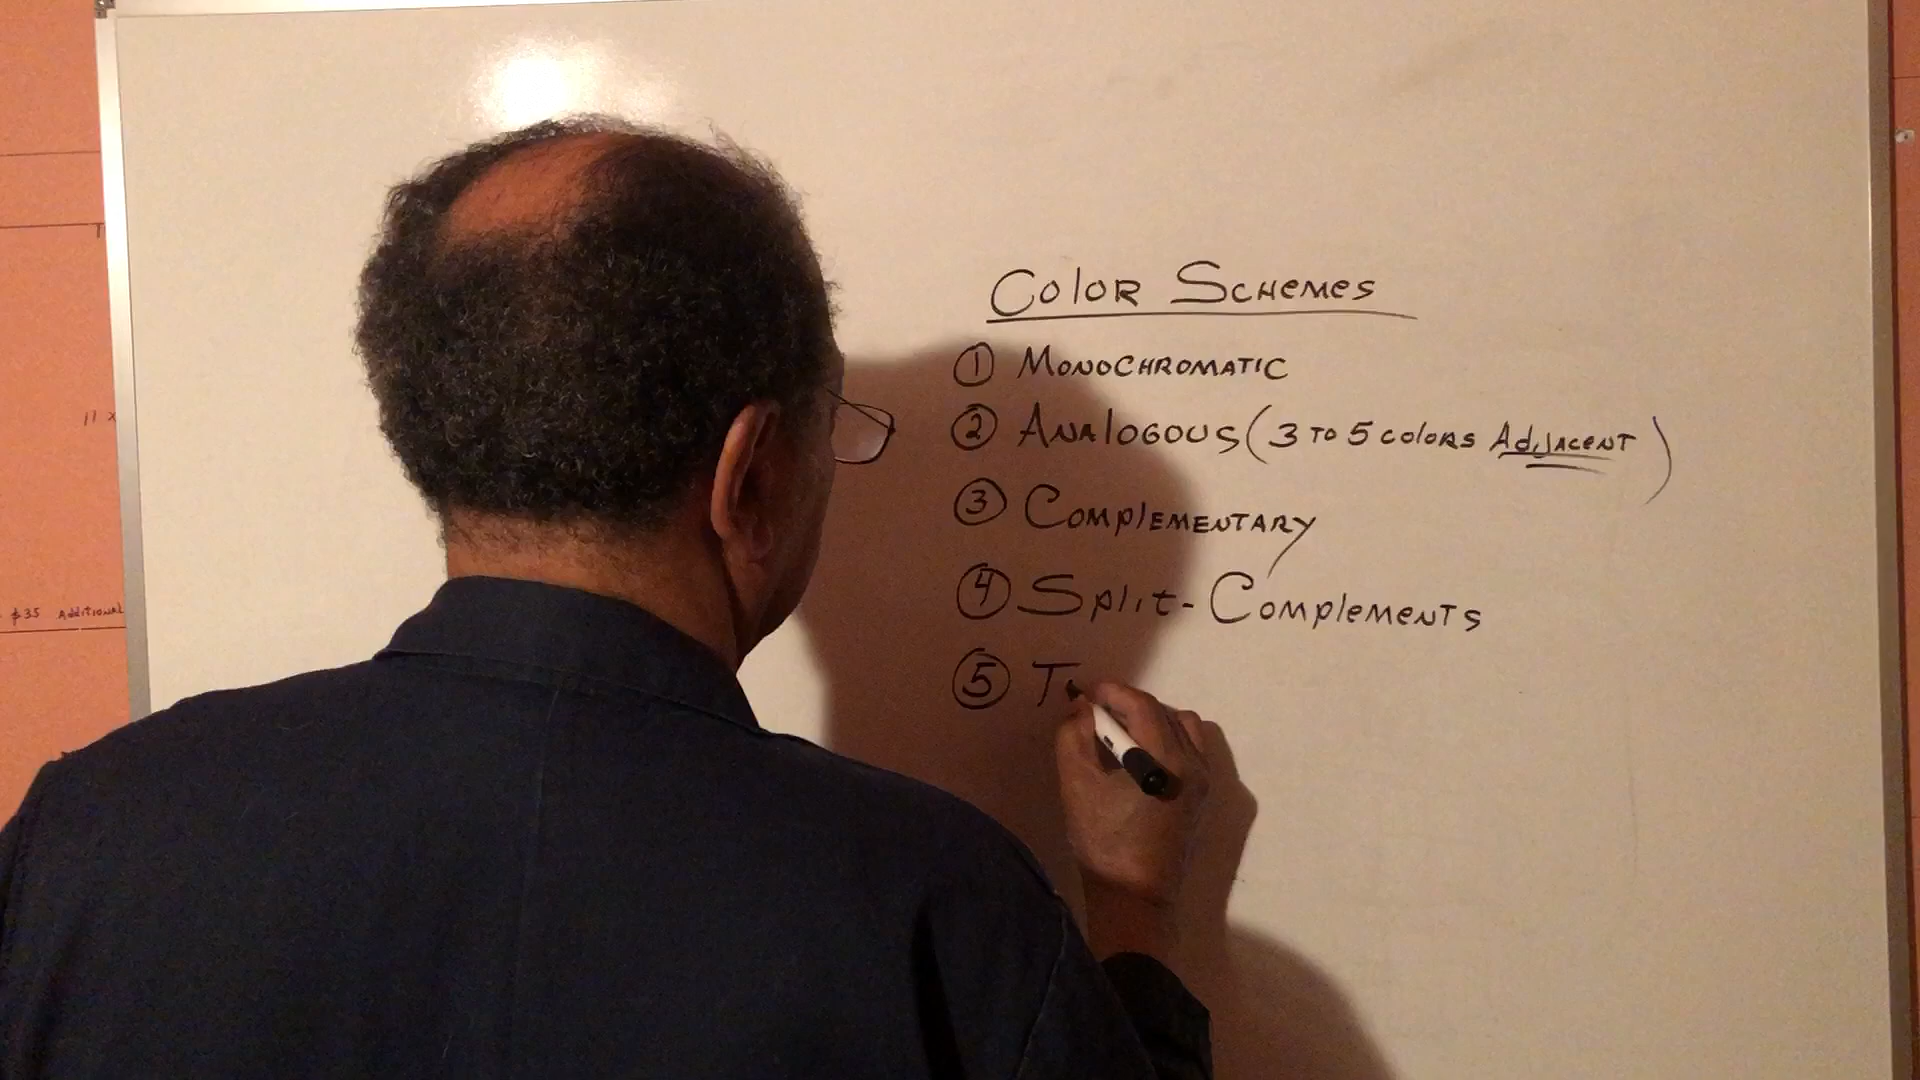 T
11 x
$35 Additional
Color Schemes
① Monochromatic
② Analogous (3 to 5 colors Adjacent)
③ Complementary
④ Split-Complements
⑤ T